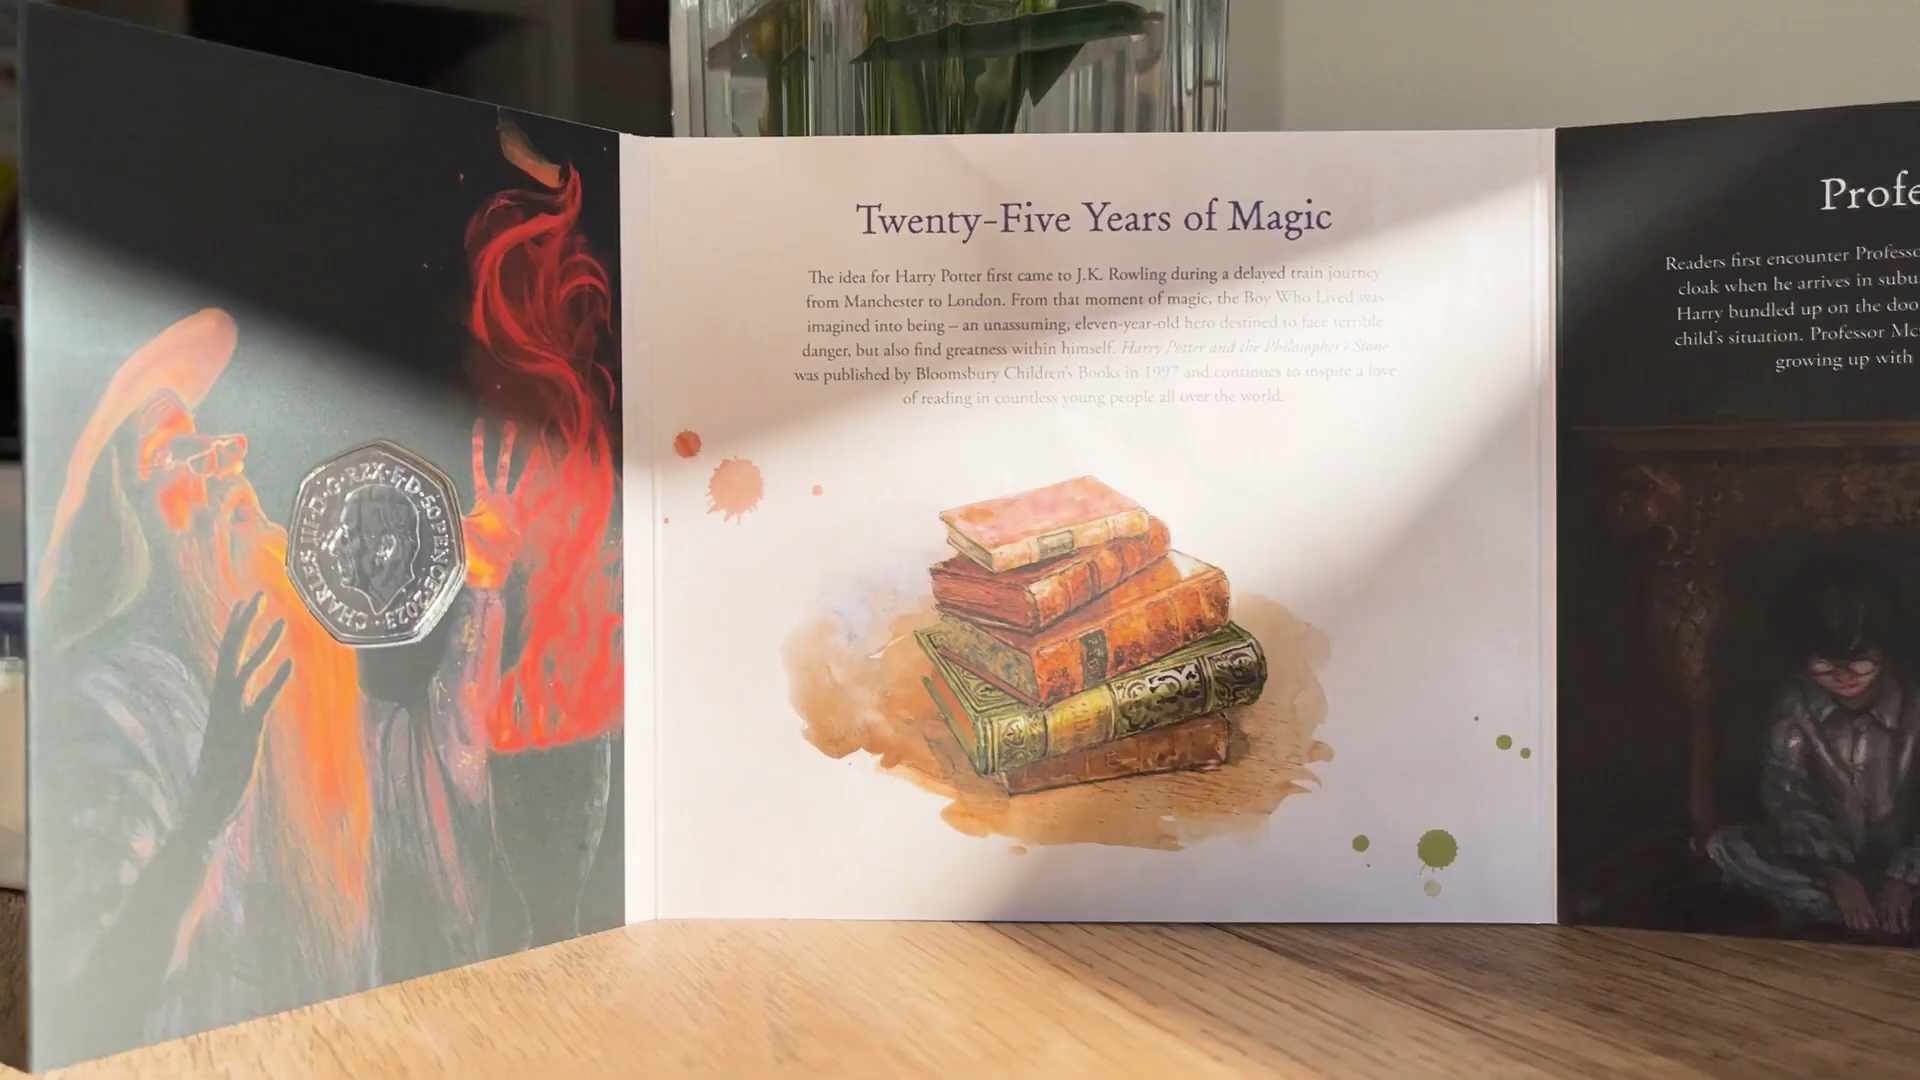 CHARLES III·D·G·REX·F·D·50 PENCE·2023·
Twenty-Five Years of Magic
The idea for Harry Potter first came to J.K. Rowling during a delayed train journey
from Manchester to London. From that moment of magic, the Boy Who Lived was
imagined into being – an unassuming, eleven-year-old hero destined to face terrible
danger, but also find greatness within himself. Harry Potter and the Philosopher's Stone
was published by Bloomsbury Children's Books in 1997 and continues to inspire a love
of reading in countless young people all over the world.
Profe
Readers first encounter Professo
cloak when he arrives in subu
Harry bundled up on the doo
child's situation. Professor Mc
growing up with